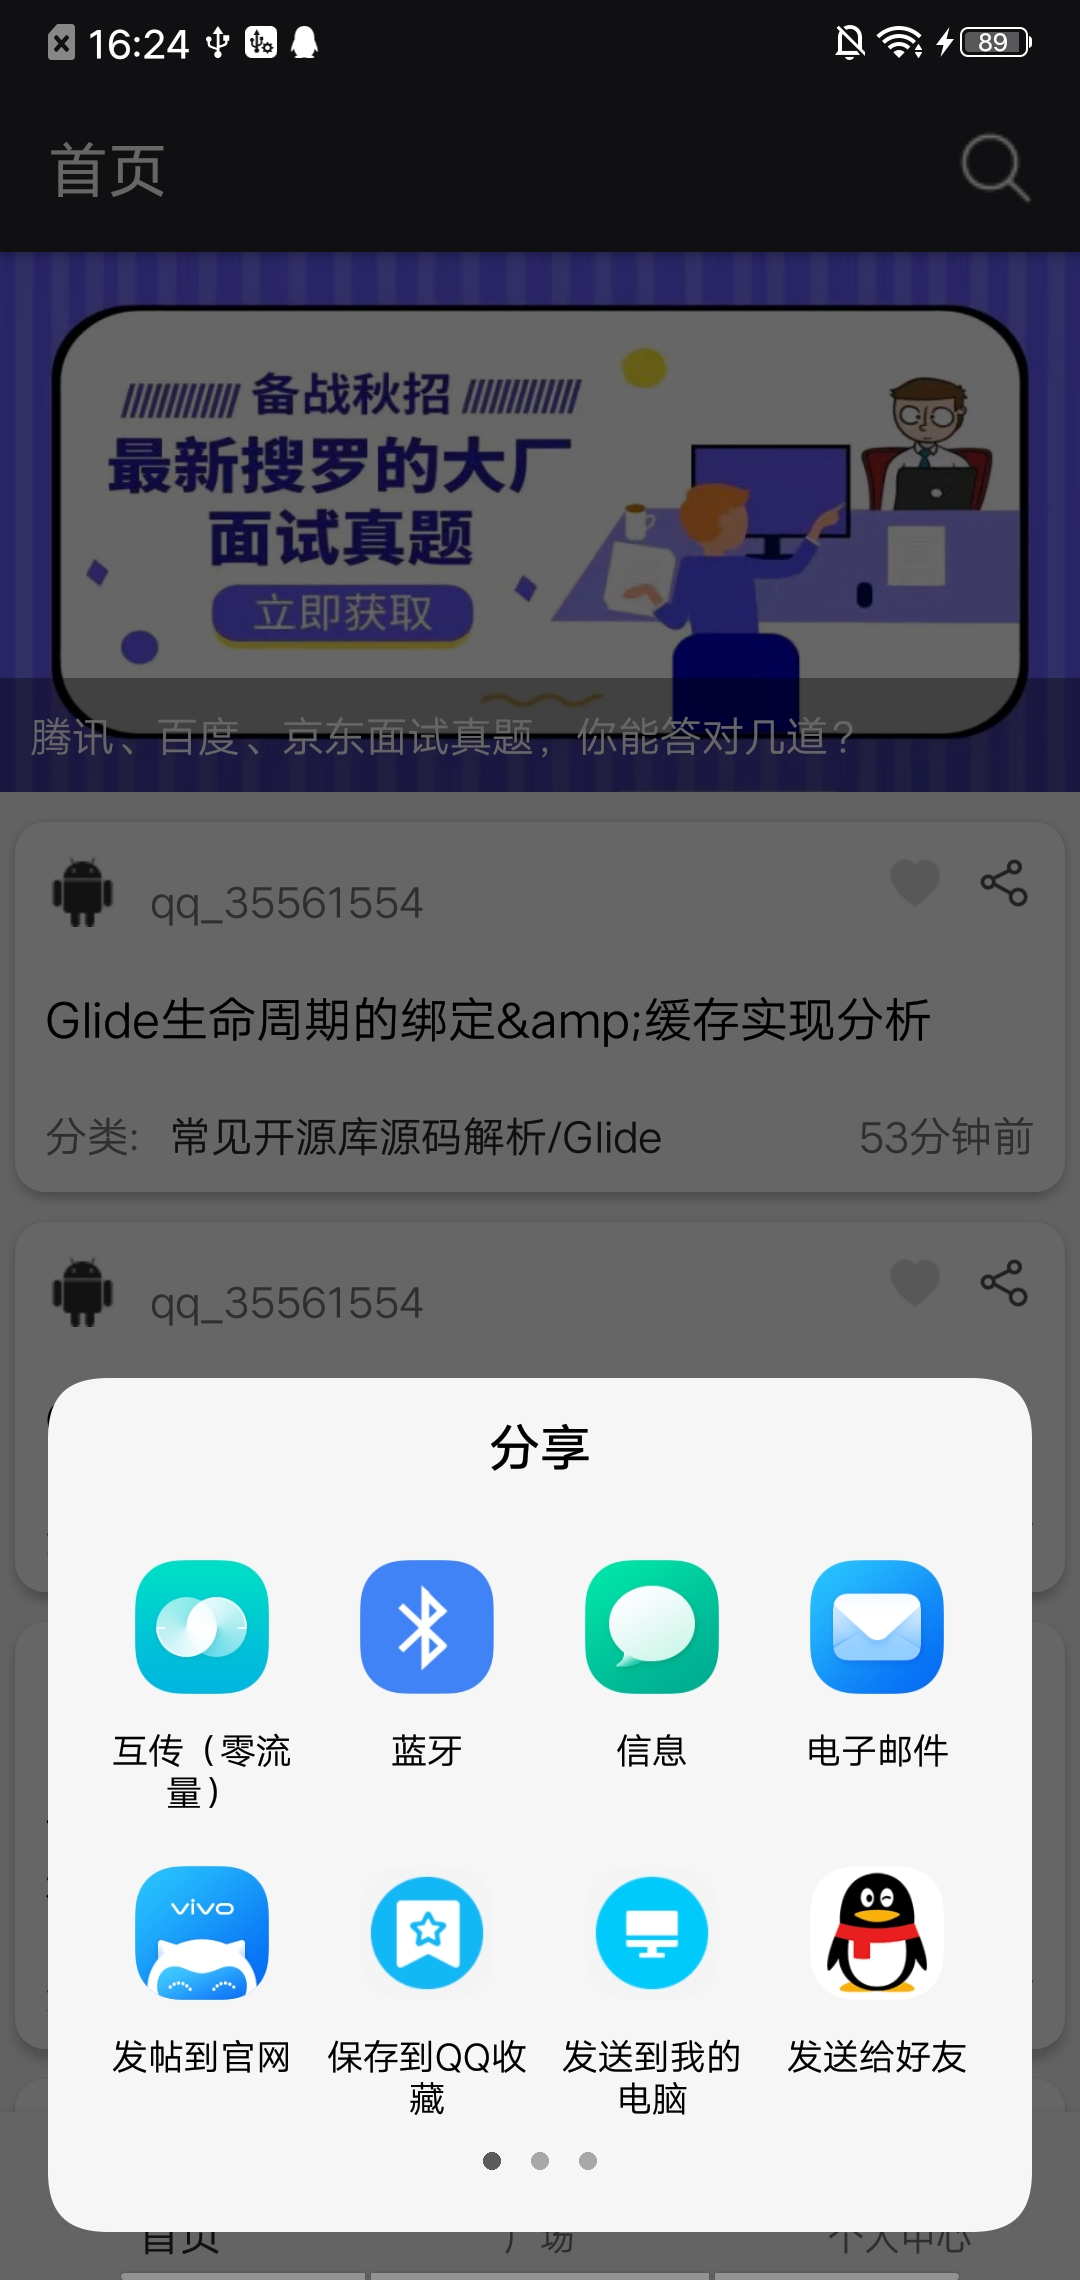 16:24
89
首页
备战秋招
最新搜罗的大厂
面试真题
立即获取
腾讯、百度、京东面试真题，你能答对几道？
qq_35561554
Glide生命周期的绑定&amp;缓存实现分析
分类: 常见开源库源码解析/Glide 53分钟前
qq_35561554
分享
互传（零流
量）
蓝牙
信息
电子邮件
vivo
发帖到官网
保存到QQ收
藏
发送到我的
电脑
发送给好友
首页 广场 个人中心